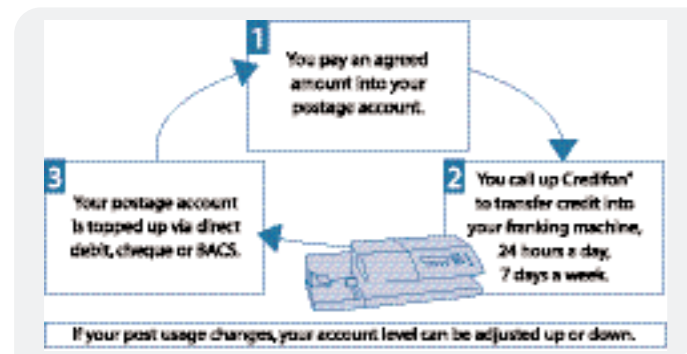 1
You pay an agreed
amount into your
postage account.
2
You call up Credifon*
to transfer credit into
your franking machine,
24 hours a day,
7 days a week.
3
Your postage account
is topped up via direct
debit, cheque or BACS.
If your post usage changes, your account level can be adjusted up or down.